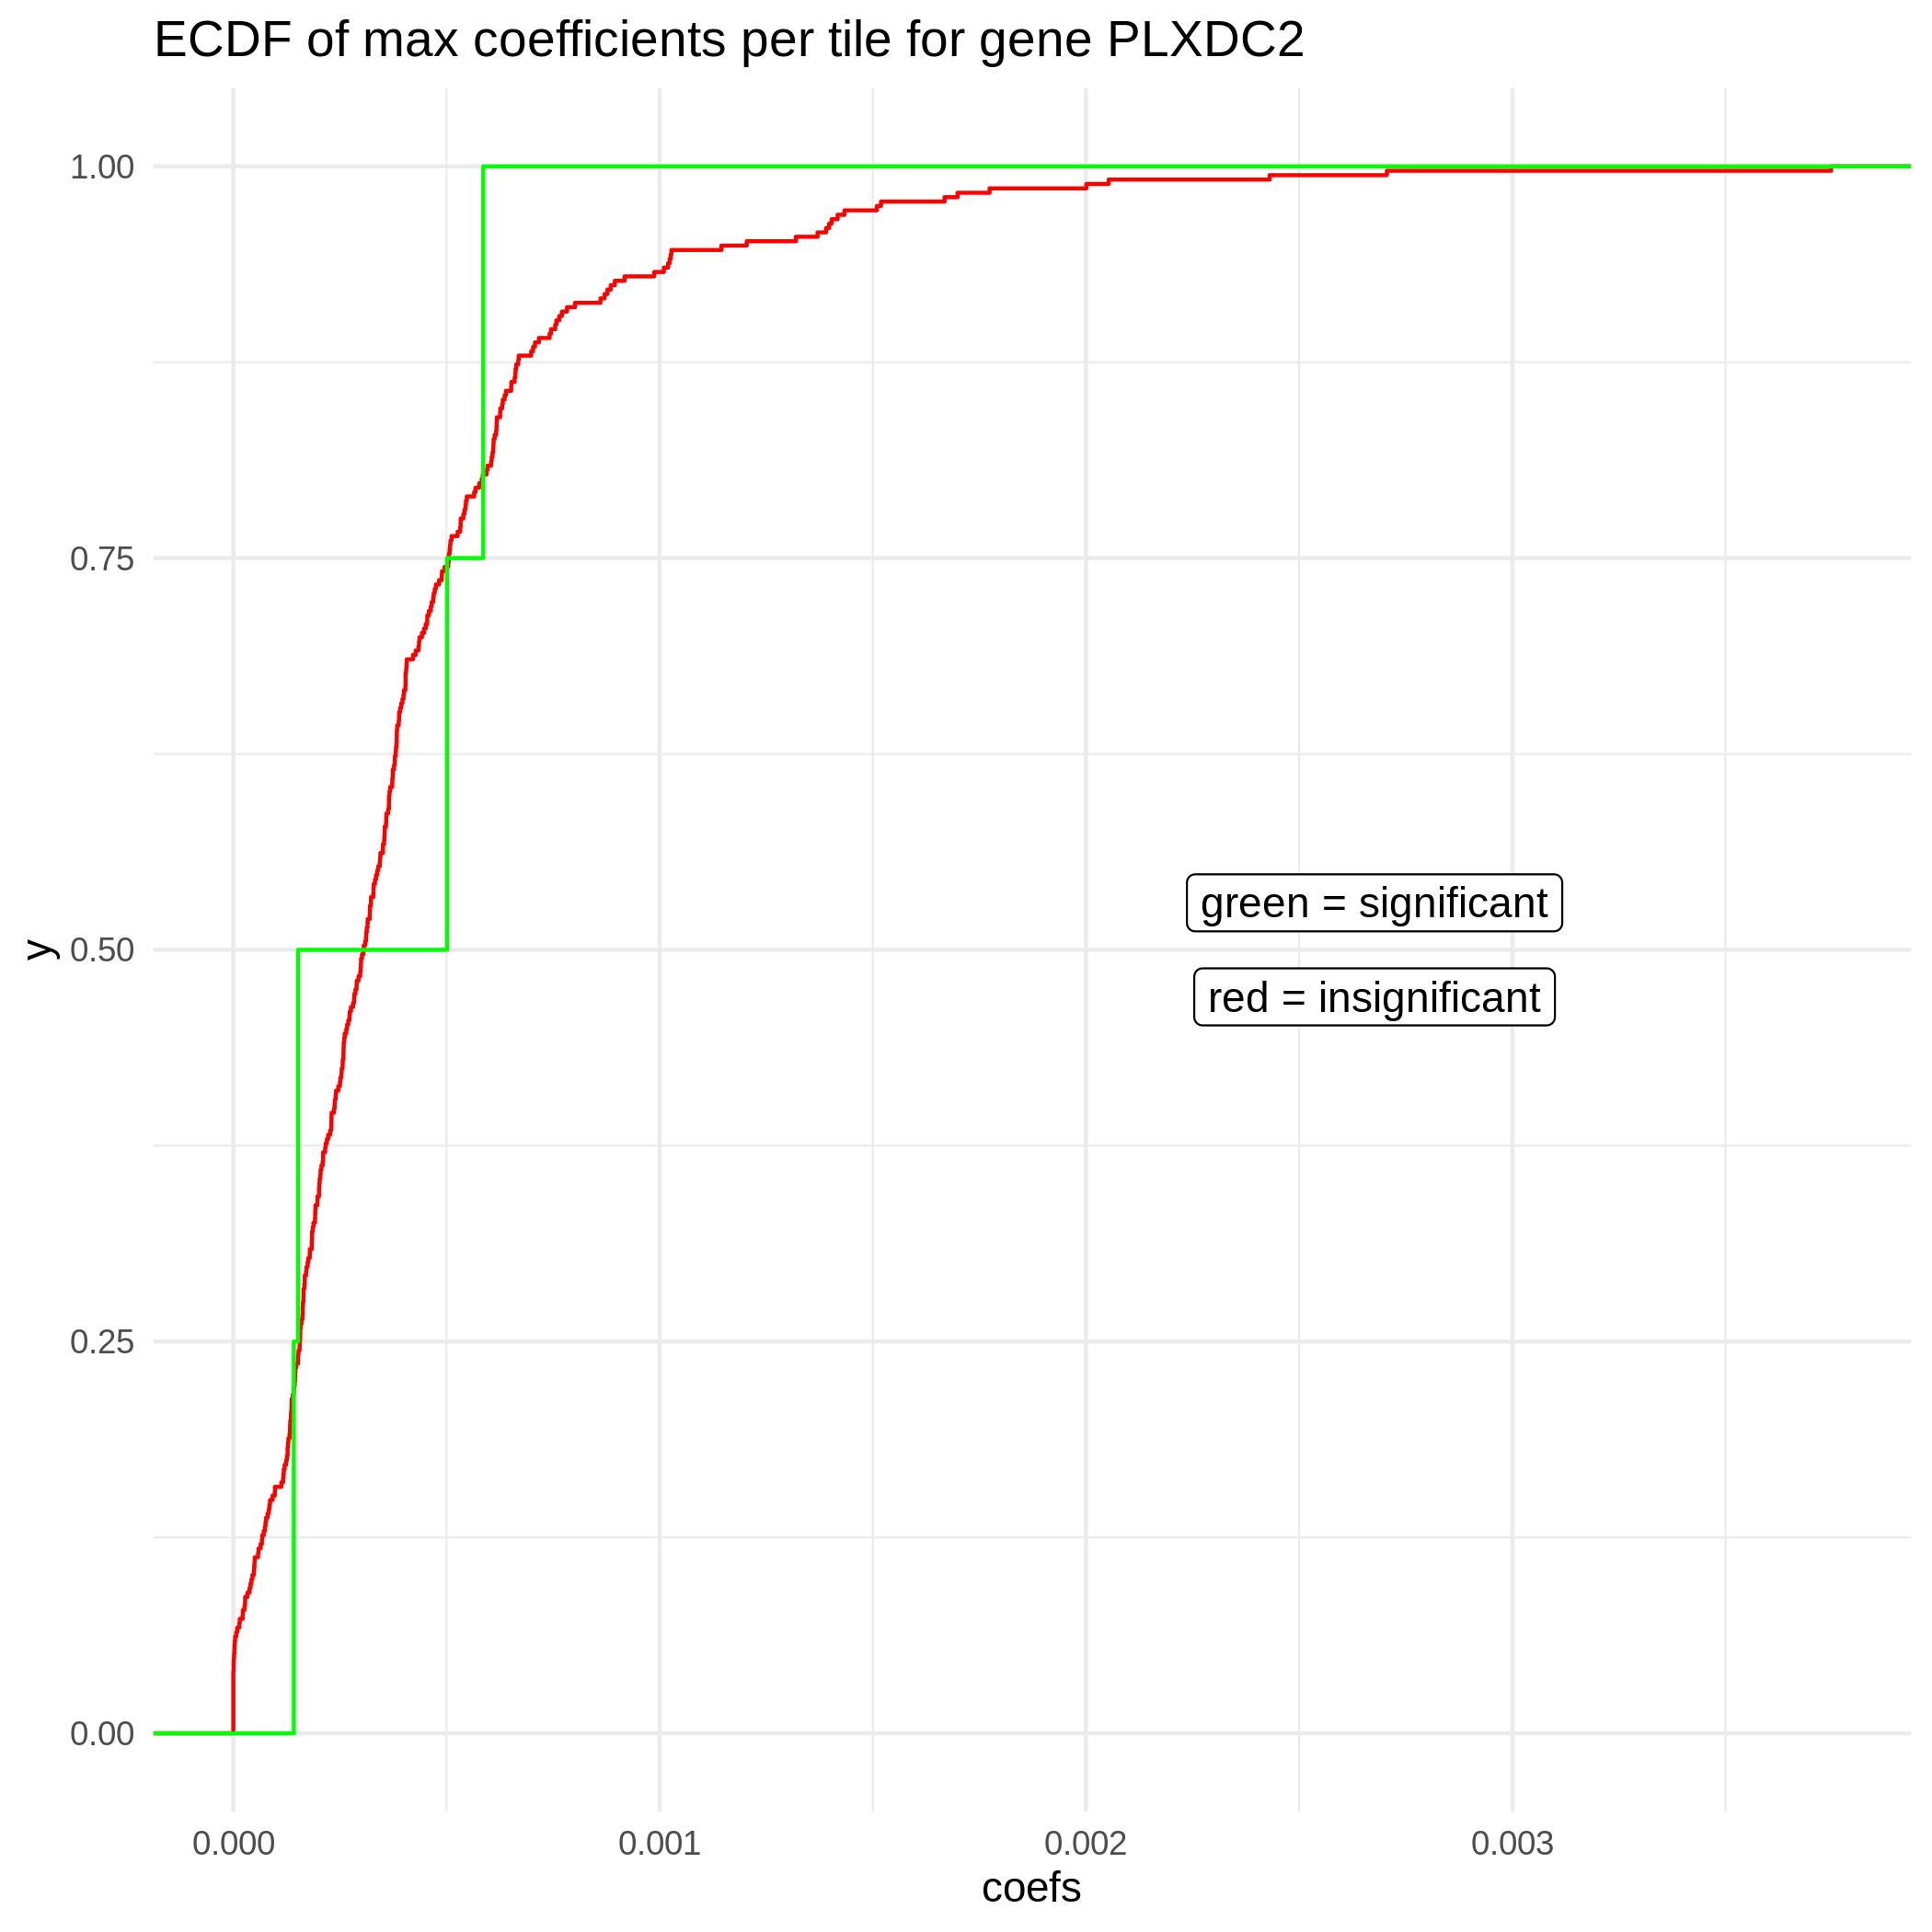 ECDF of max coefficients per tile for gene PLXDC2
1.00
0.75
y
0.50
0.25
0.00
green = significant
red = insignificant
0.000
0.001
0.002
0.003
coefs